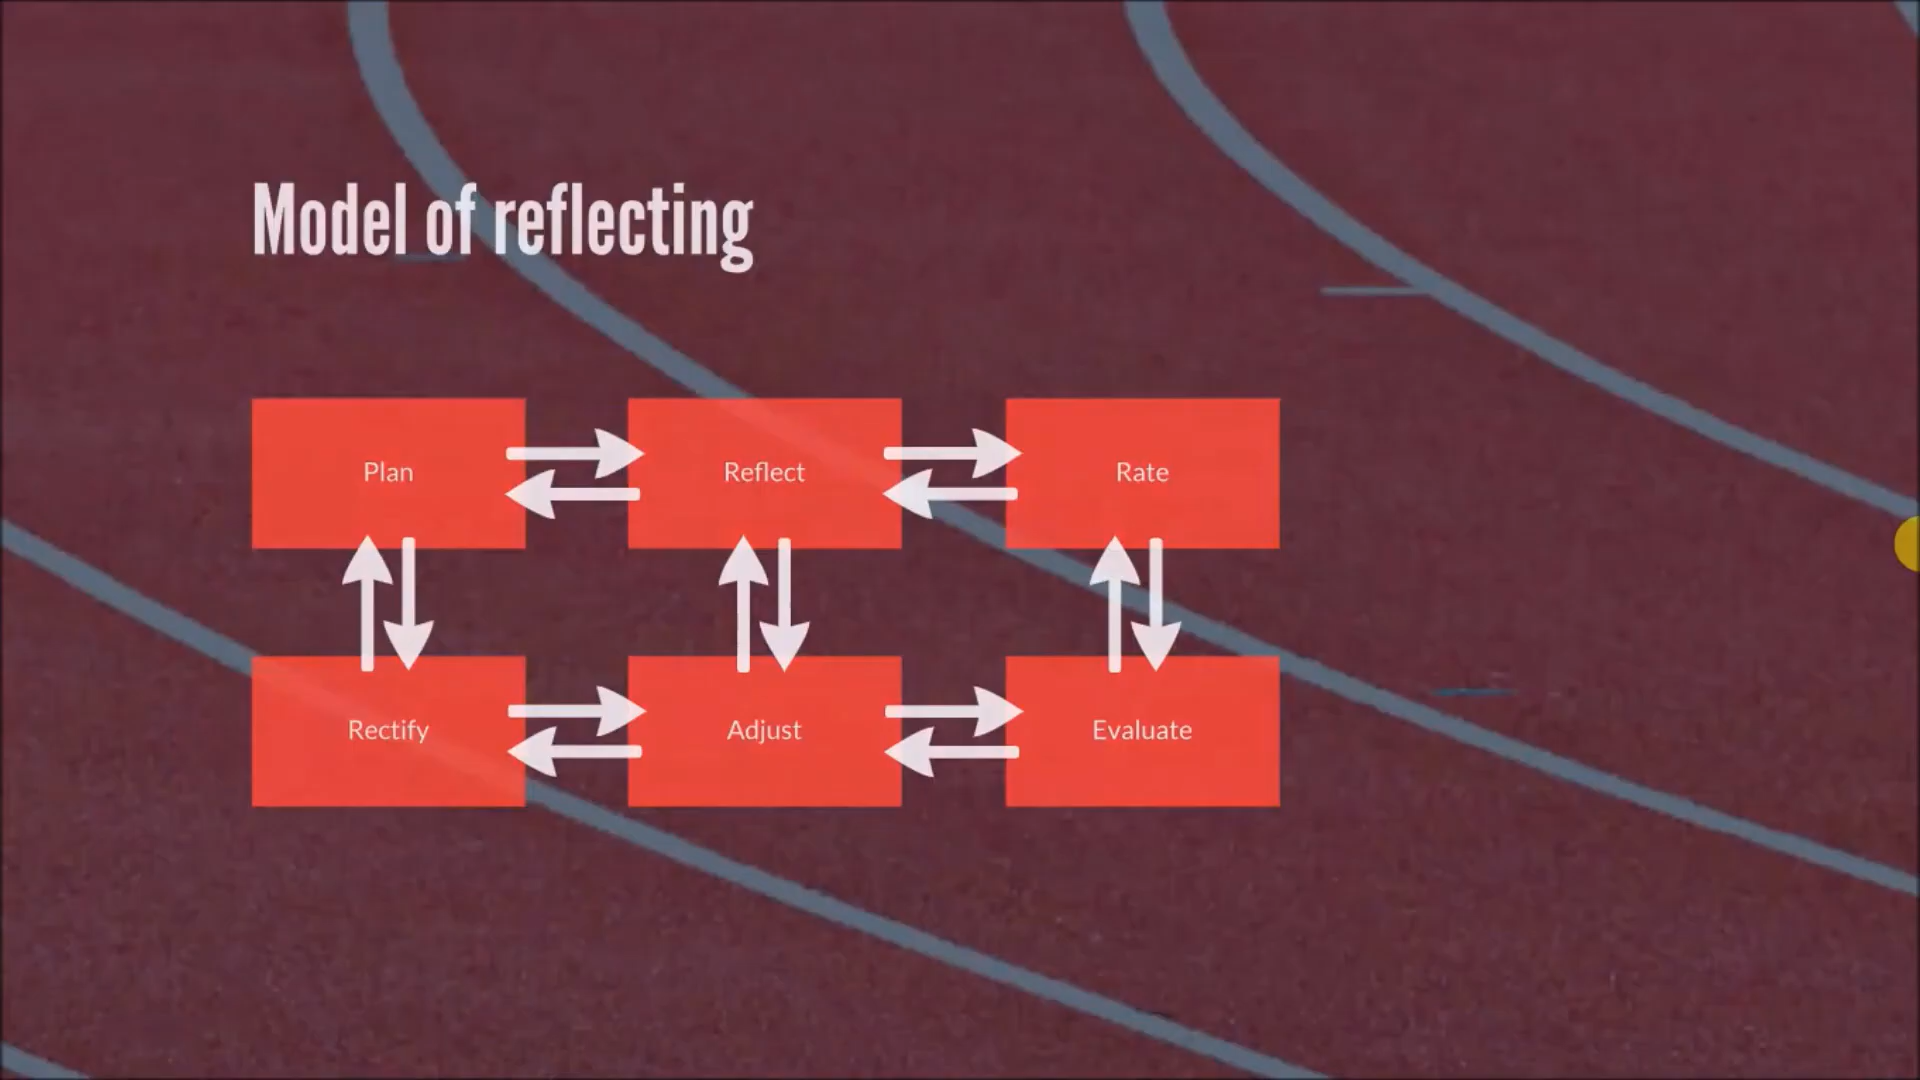 Model of reflecting
Plan
Reflect
Rate
Rectify
Adjust
Evaluate